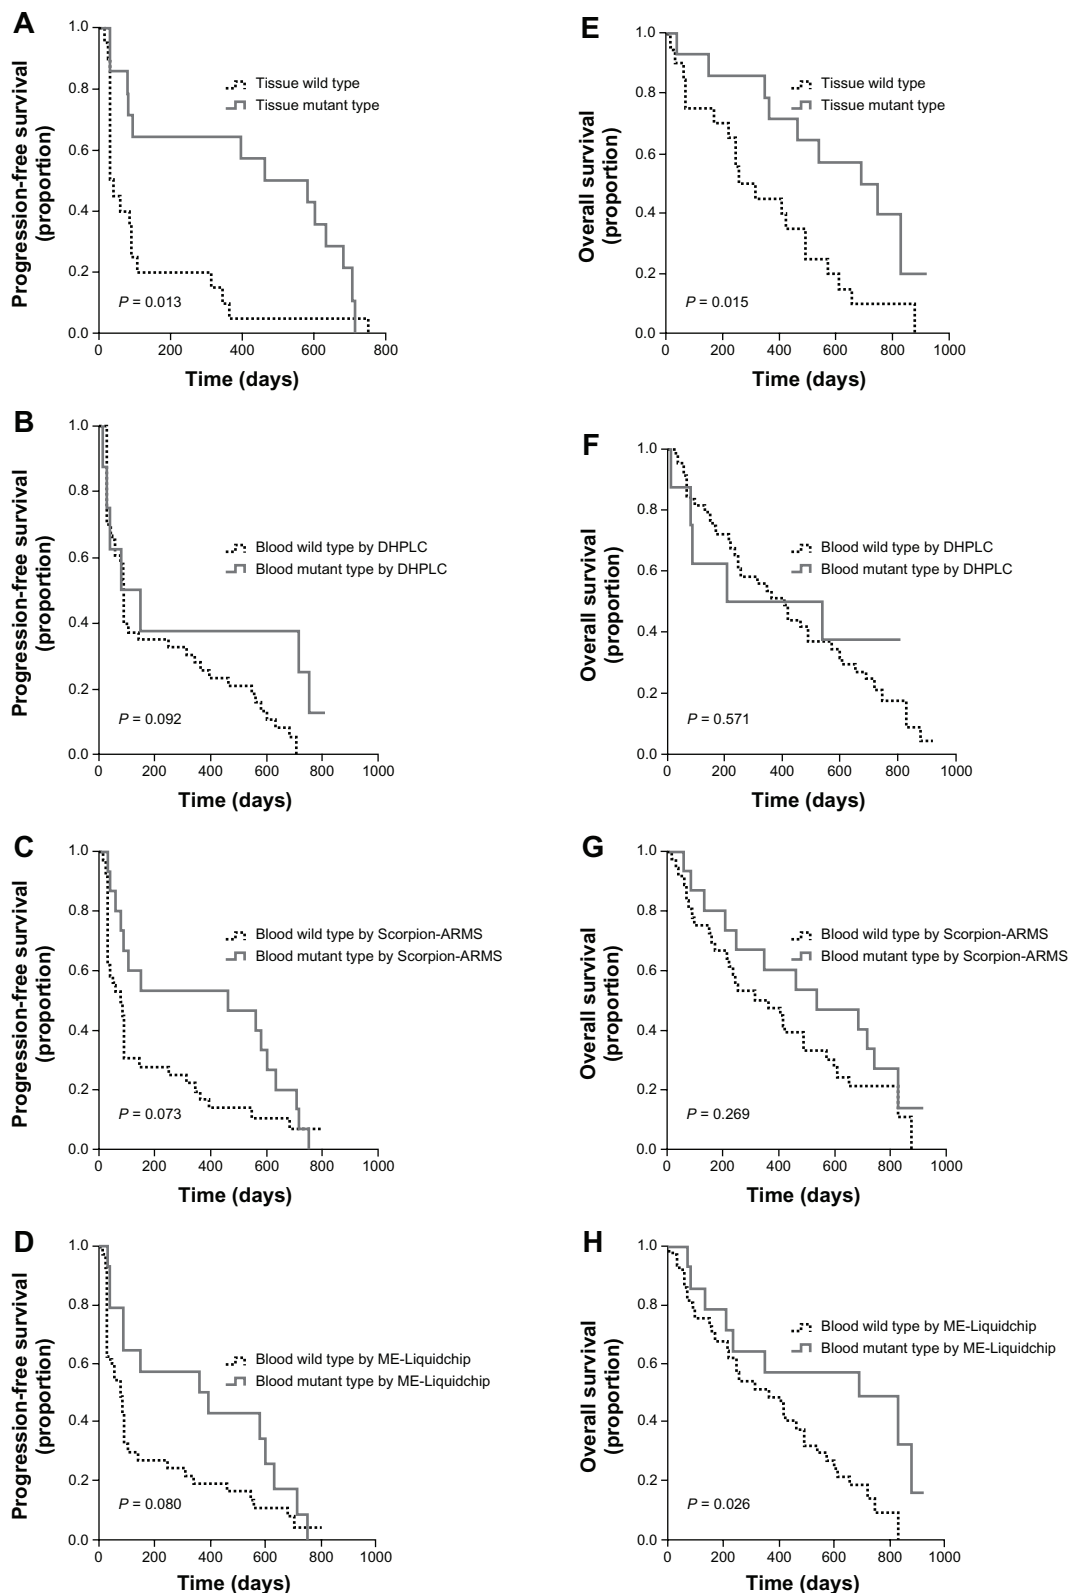 A
Progression-free survival
(proportion)
1.0
0.8
0.6
0.4
0.2
0.0
Tissue wild type
Tissue mutant type
P = 0.013
0 200 400 600 800
Time (days)
E
Overall survival
(proportion)
1.0
0.8
0.6
0.4
0.2
0.0
Tissue wild type
Tissue mutant type
P = 0.015
0 200 400 600 800 1000
Time (days)
B
Progression-free survival
(proportion)
1.0
0.8
0.6
0.4
0.2
0.0
Blood wild type by DHPLC
Blood mutant type by DHPLC
P = 0.092
0 200 400 600 800 1000
Time (days)
F
Overall survival
(proportion)
1.0
0.8
0.6
0.4
0.2
0.0
Blood wild type by DHPLC
Blood mutant type by DHPLC
P = 0.571
0 200 400 600 800 1000
Time (days)
C
Progression-free survival
(proportion)
1.0
0.8
0.6
0.4
0.2
0.0
Blood wild type by Scorpion-ARMS
Blood mutant type by Scorpion-ARMS
P = 0.073
0 200 400 600 800 1000
Time (days)
G
Overall survival
(proportion)
1.0
0.8
0.6
0.4
0.2
0.0
Blood wild type by Scorpion-ARMS
Blood mutant type by Scorpion-ARMS
P = 0.269
0 200 400 600 800 1000
Time (days)
D
Progression-free survival
(proportion)
1.0
0.8
0.6
0.4
0.2
0.0
Blood wild type by ME-Liquidchip
Blood mutant type by ME-Liquidchip
P = 0.080
0 200 400 600 800 1000
Time (days)
H
Overall survival
(proportion)
1.0
0.8
0.6
0.4
0.2
0.0
Blood wild type by ME-Liquidchip
Blood mutant type by ME-Liquidchip
P = 0.026
0 200 400 600 800 1000
Time (days)